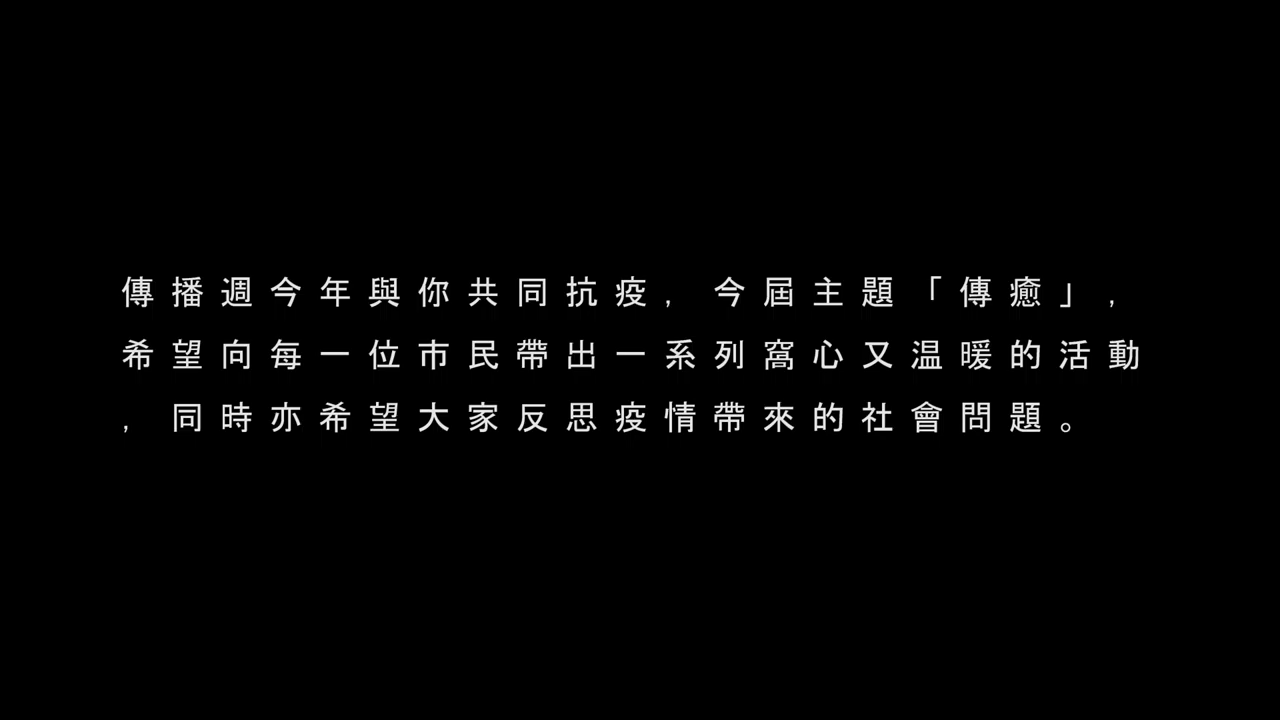 傳播週今年與你共同抗疫，今屆主題「傳癒」，
希望向每一位市民帶出一系列窩心又温暖的活動
，同時亦希望大家反思疫情帶來的社會問題。